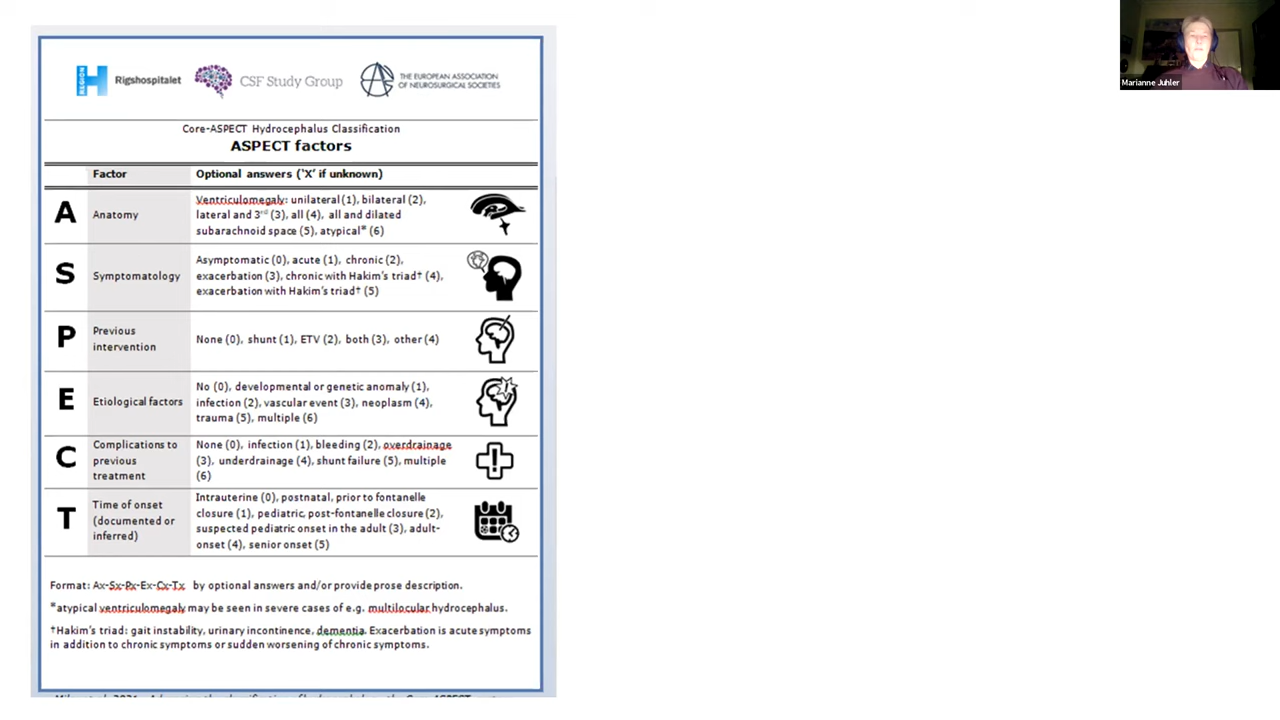 REGION
H
Rigshospitalet
CSF Study Group
THE EUROPEAN ASSOCIATION
OF NEUROSURGICAL SOCIETIES
Marianne Juhler
Core-ASPECT Hydrocephalus Classification
ASPECT factors
Factor Optional answers ('X' if unknown)
A Anatomy
Ventriculomegaly: unilateral (1), bilateral (2),
lateral and 3rd (3), all (4), all and dilated
subarachnoid space (5), atypical* (6)
S Symptomatology
Asymptomatic (0), acute (1), chronic (2),
exacerbation (3), chronic with Hakim's triad† (4),
exacerbation with Hakim's triad† (5)
P Previous
intervention
None (0), shunt (1), ETV (2), both (3), other (4)
E Etiological factors
No (0), developmental or genetic anomaly (1),
infection (2), vascular event (3), neoplasm (4),
trauma (5), multiple (6)
C Complications to
previous
treatment
None (0), infection (1), bleeding (2), overdrainage
(3), underdrainage (4), shunt failure (5), multiple
(6)
T Time of onset
(documented or
inferred)
Intrauterine (0), postnatal, prior to fontanelle
closure (1), pediatric, post-fontanelle closure (2),
suspected pediatric onset in the adult (3), adult-
onset (4), senior onset (5)
Format: Ax-Sx-Px-Ex-Cx-Tx by optional answers and/or provide prose description.
*atypical ventriculomegaly may be seen in severe cases of e.g. multilocular hydrocephalus.
†Hakim's triad: gait instability, urinary incontinence, dementia. Exacerbation is acute symptoms
in addition to chronic symptoms or sudden worsening of chronic symptoms.